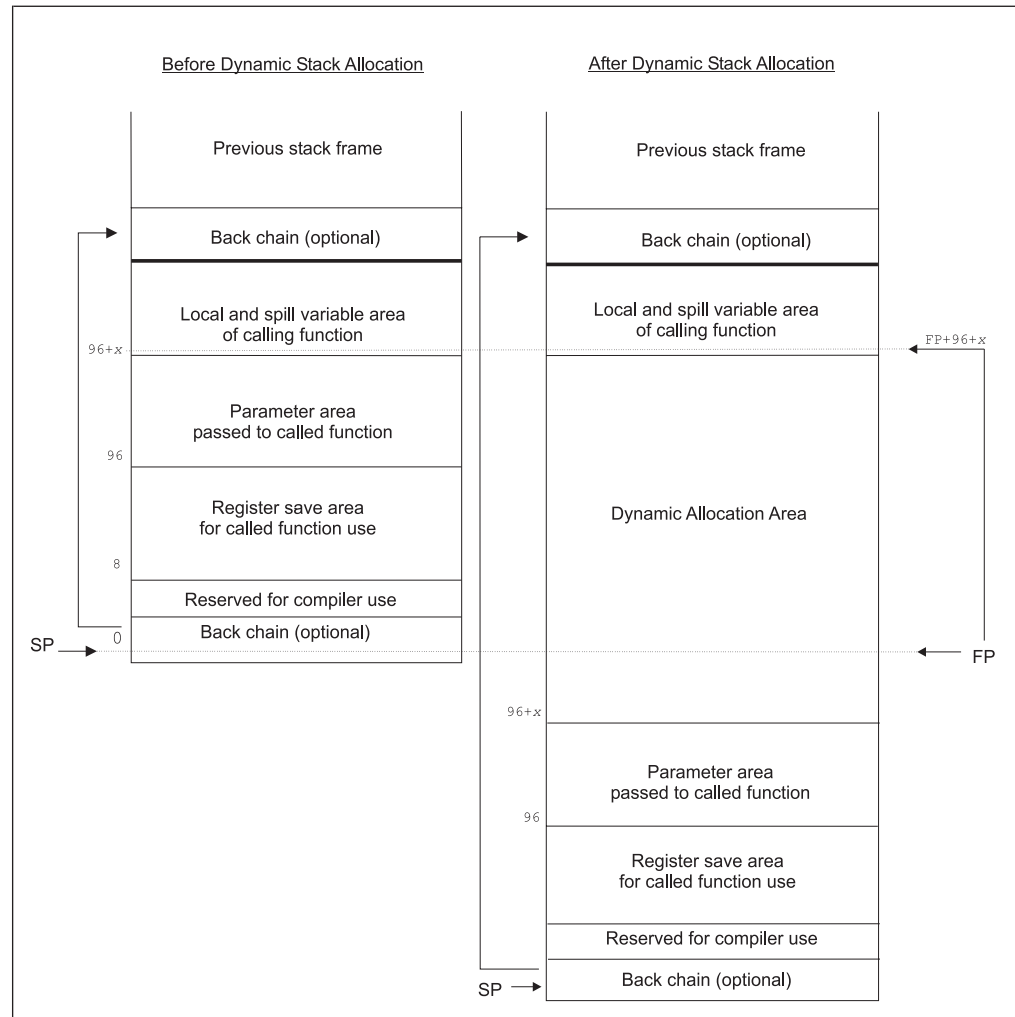 Before Dynamic Stack Allocation
After Dynamic Stack Allocation
Previous stack frame
Previous stack frame
Back chain (optional)
Back chain (optional)
Local and spill variable area
of calling function
Local and spill variable area
of calling function
96+x
FP+96+x
Parameter area
passed to called function
96
Register save area
for called function use
Dynamic Allocation Area
8
Reserved for compiler use
0
Back chain (optional)
SP
FP
96+x
Parameter area
passed to called function
96
Register save area
for called function use
Reserved for compiler use
Back chain (optional)
SP